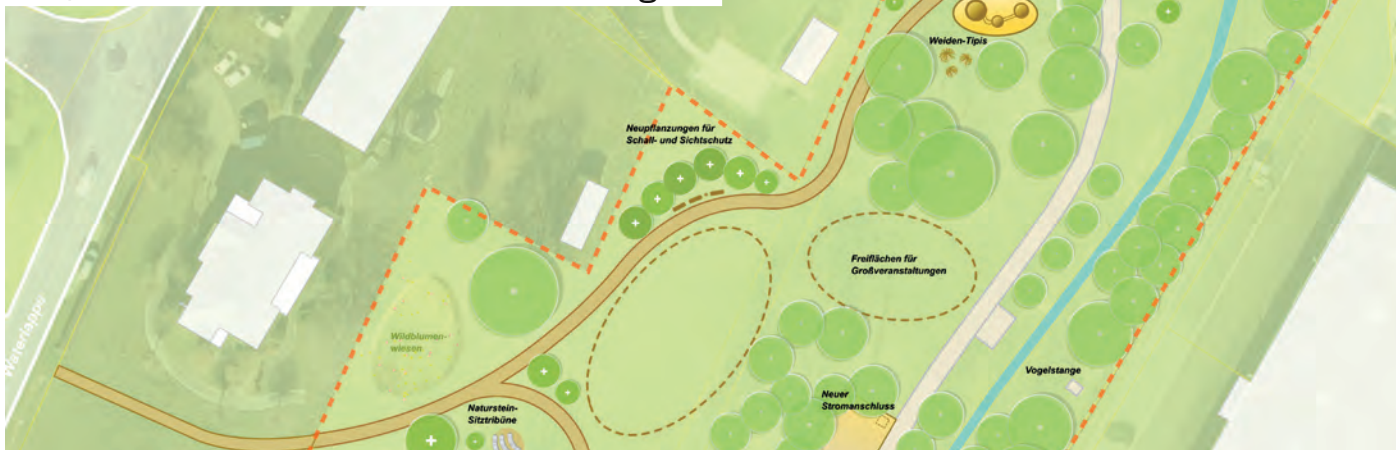 Weiden-Tipis
Neupflanzungen für
Schall- und Sichtschutz
Freiflächen für
Großveranstaltungen
Wildblumen-
wiesen
Waterlappe
Vogelstange
Neuer
Stromanschluss
Naturstein-
Sitztribüne